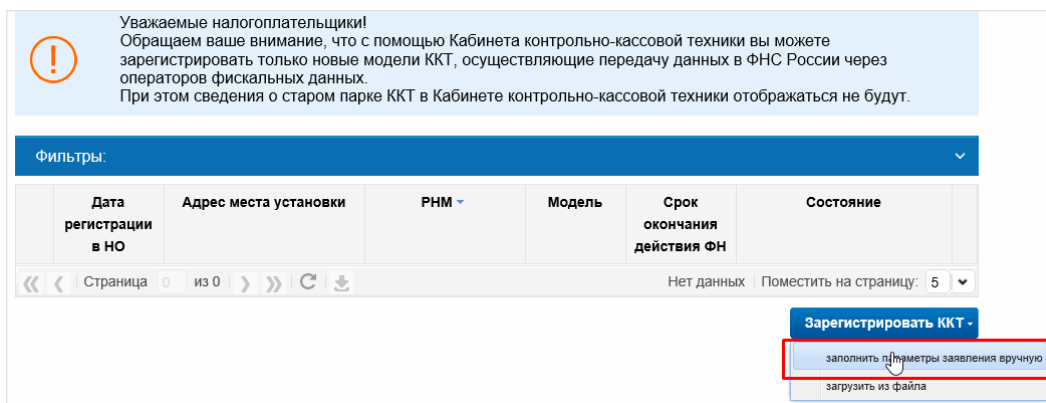 Уважаемые налогоплательщики!
Обращаем ваше внимание, что с помощью Кабинета контрольно-кассовой техники вы можете
зарегистрировать только новые модели ККТ, осуществляющие передачу данных в ФНС России через
операторов фискальных данных.
При этом сведения о старом парке ККТ в Кабинете контрольно-кассовой техники отображаться не будут.
Фильтры:
Дата регистрации в НО Адрес места установки РНМ Модель Срок окончания действия ФН Состояние
Страница 0 из 0 Нет данных Поместить на страницу: 5
Зарегистрировать ККТ
заполнить параметры заявления вручную
загрузить из файла